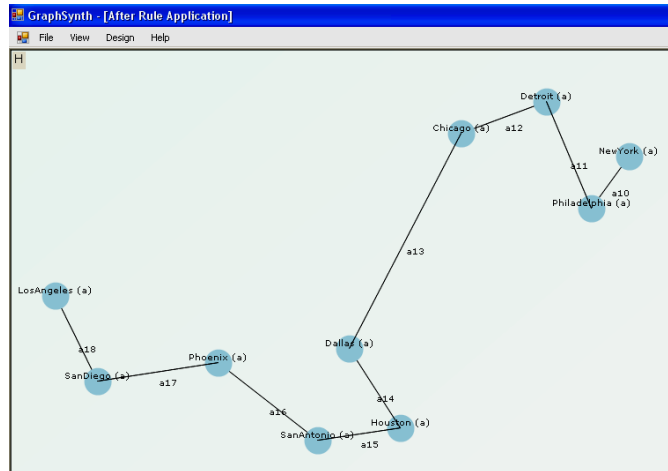 GraphSynth - [After Rule Application]
File View Design Help
H
Detroit (a)
Chicago (a)
a12
NewYork (a)
a11
a10
Philadelphia (a)
a13
LosAngeles (a)
Dallas (a)
a18
Phoenix (a)
SanDiego (a)
a17
a14
a16
Houston (a)
SanAntonio (a)
a15